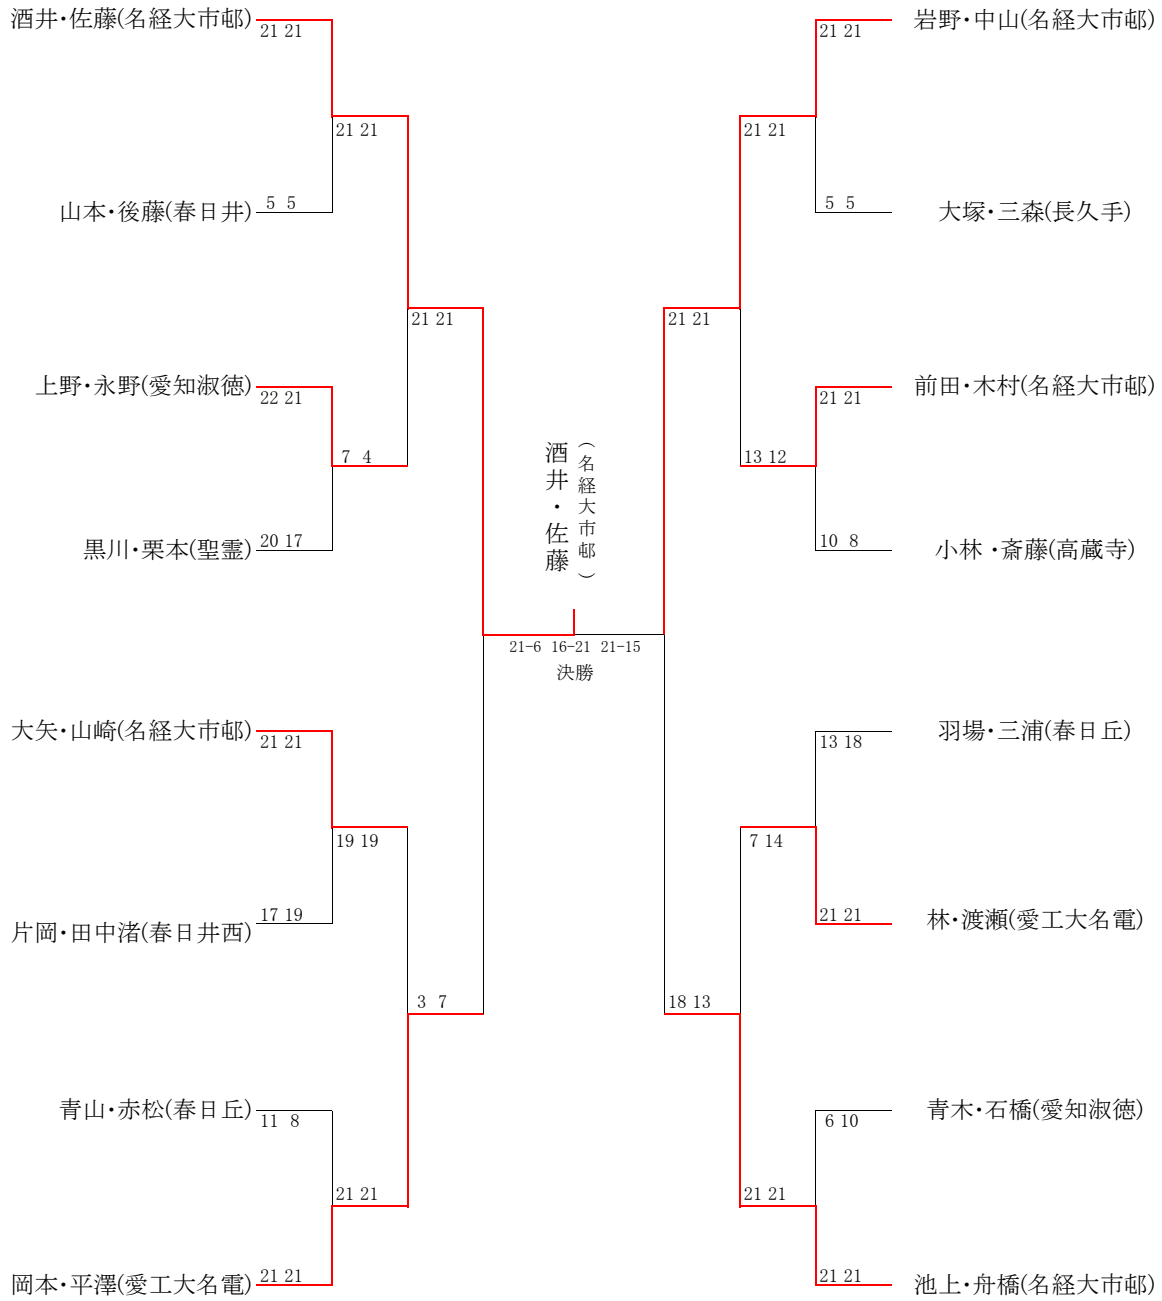 酒井・佐藤(名経大市邨)
21 21
21 21
山本・後藤(春日井)
5 5
21 21
上野・永野(愛知淑徳)
22 21
7 4
黒川・栗本(聖霊)
20 17
大矢・山崎(名経大市邨)
21 21
19 19
片岡・田中渚(春日井西)
17 19
3 7
青山・赤松(春日丘)
11 8
21 21
岡本・平澤(愛工大名電)
21 21
酒井・佐藤
(名経大市邨)
21-6 16-21 21-15
決勝
岩野・中山(名経大市邨)
21 21
21 21
大塚・三森(長久手)
5 5
21 21
前田・木村(名経大市邨)
21 21
13 12
小林・斎藤(高蔵寺)
10 8
羽場・三浦(春日丘)
13 18
7 14
林・渡瀬(愛工大名電)
21 21
18 13
青木・石橋(愛知淑徳)
6 10
21 21
池上・舟橋(名経大市邨)
21 21